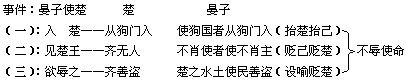 事件：晏子使楚 楚 晏子
（一）：入 楚——从狗门入 使狗国者从狗门入（抬楚抬己）
（二）：见楚王——齐无人 不肖使者使不肖主（贬己贬楚） 不辱使命
（三）：欲辱之——齐善盗 楚之水土使民善盗（设喻贬楚）